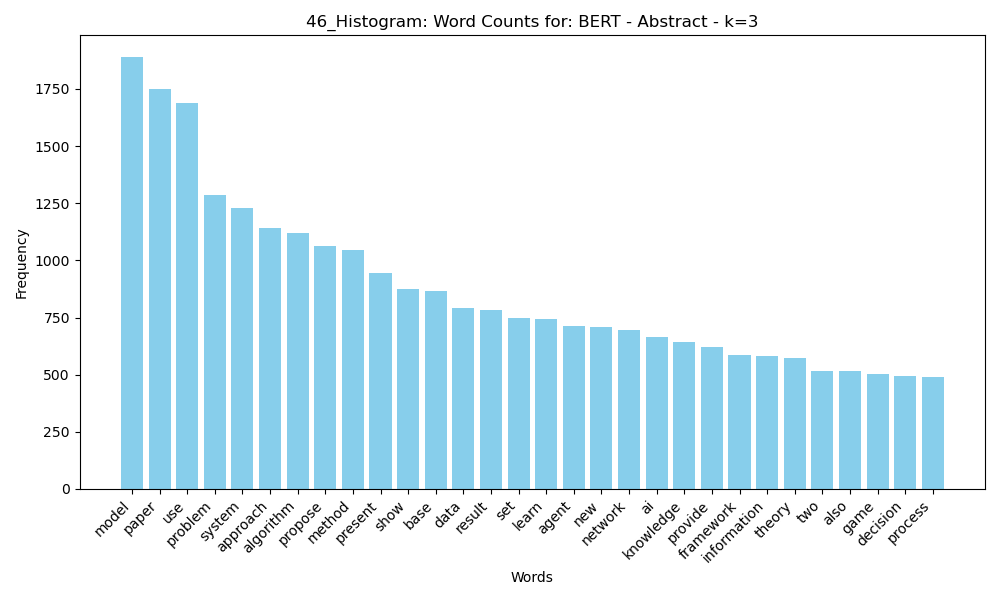 46_Histogram: Word Counts for: BERT - Abstract - k=3
Frequency
1750
1500
1250
1000
750
500
250
0
model
paper
use
problem
system
approach
algorithm
propose
method
present
show
base
data
result
set
learn
agent
new
network
ai
knowledge
provide
framework
information
theory
two
also
game
decision
process
Words